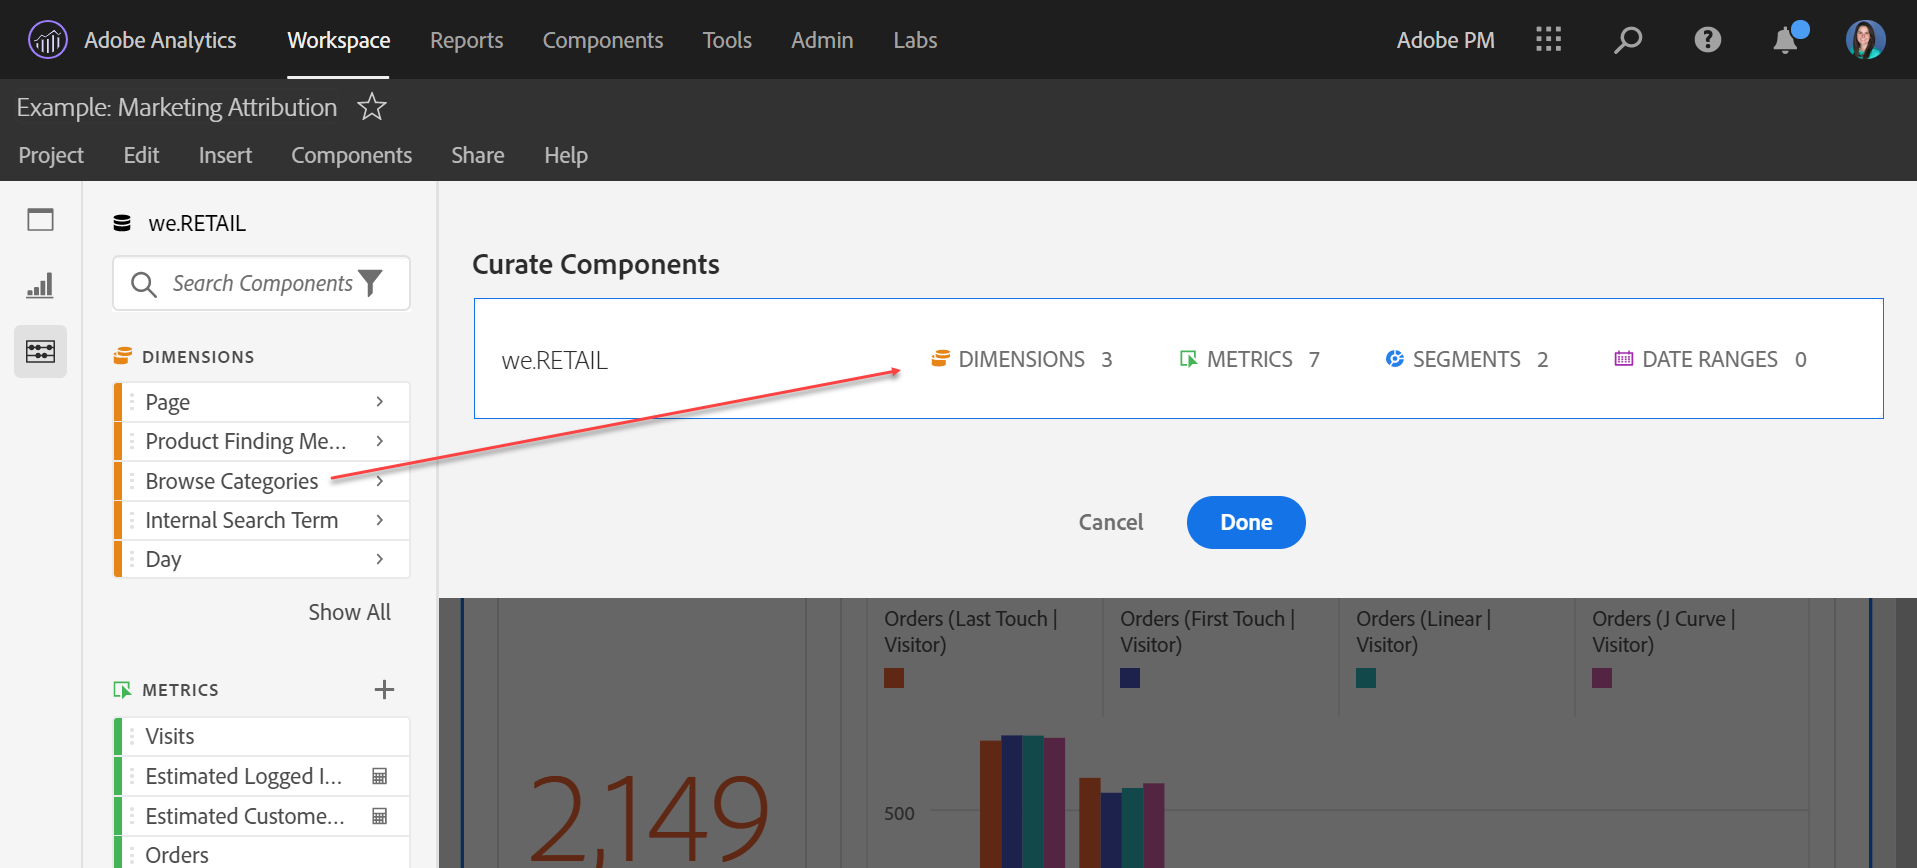 Adobe Analytics Workspace Reports Components Tools Admin Labs Adobe PM
Example: Marketing Attribution
Project Edit Insert Components Share Help
we.RETAIL
Search Components
DIMENSIONS
Page
Product Finding Me...
Browse Categories
Internal Search Term
Day
Show All
METRICS
Visits
Estimated Logged I...
Estimated Custome...
Orders
Curate Components
we.RETAIL DIMENSIONS 3 METRICS 7 SEGMENTS 2 DATE RANGES 0
Cancel Done
Orders (Last Touch |
Visitor)
Orders (First Touch |
Visitor)
Orders (Linear |
Visitor)
Orders (J Curve |
Visitor)
2,149
500